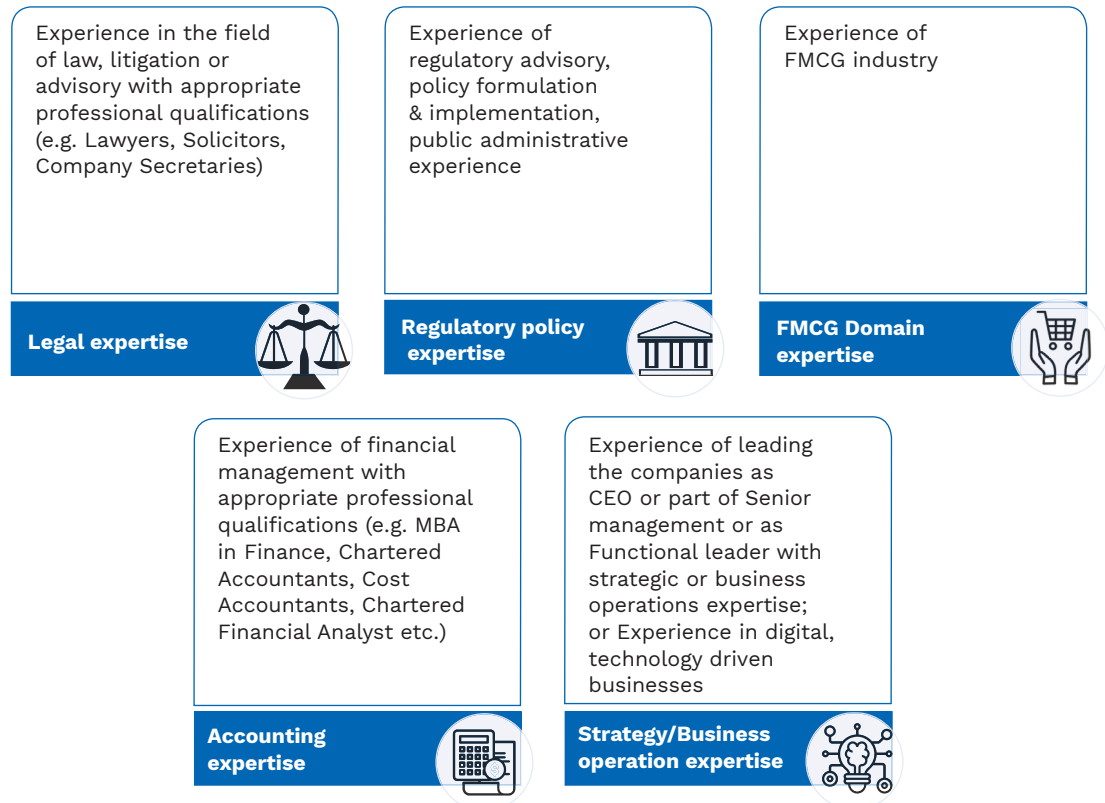 Experience in the field
of law, litigation or
advisory with appropriate
professional qualifications
(e.g. Lawyers, Solicitors,
Company Secretaries)
Legal expertise
Experience of
regulatory advisory,
policy formulation
& implementation,
public administrative
experience
Regulatory policy
expertise
Experience of
FMCG industry
FMCG Domain
expertise
Experience of financial
management with
appropriate professional
qualifications (e.g. MBA
in Finance, Chartered
Accountants, Cost
Accountants, Chartered
Financial Analyst etc.)
Accounting
expertise
Experience of leading
the companies as
CEO or part of Senior
management or as
Functional leader with
strategic or business
operations expertise;
or Experience in digital,
technology driven
businesses
Strategy/Business
operation expertise